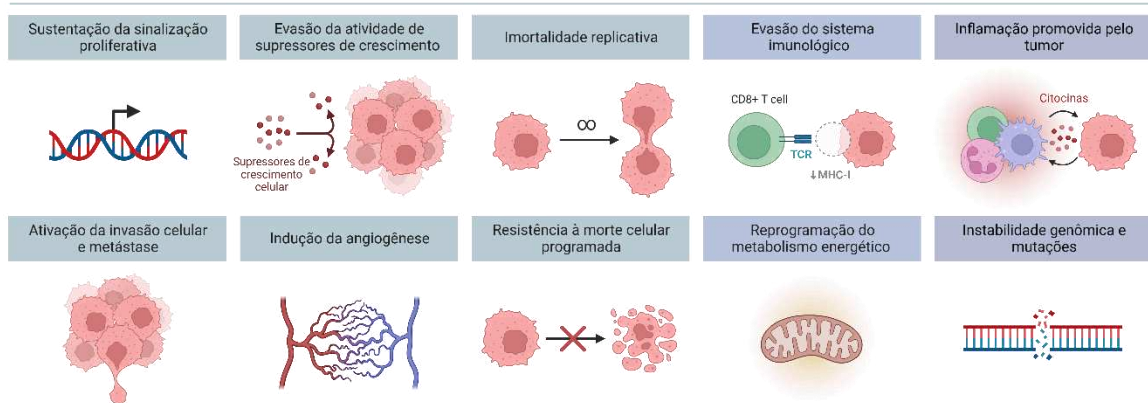 Sustentação da sinalização
proliferativa
Evasão da atividade de
supressores de crescimento
Imortalidade replicativa
Evasão do sistema
imunológico
Inflamação promovida pelo
tumor
Supressores de
crescimento
celular
∞
CD8+ T cell
TCR
↓MHC-I
Citocinas
Ativação da invasão celular
e metástase
Indução da angiogênese
Resistência à morte celular
programada
Reprogramação do
metabolismo energético
Instabilidade genômica e
mutações